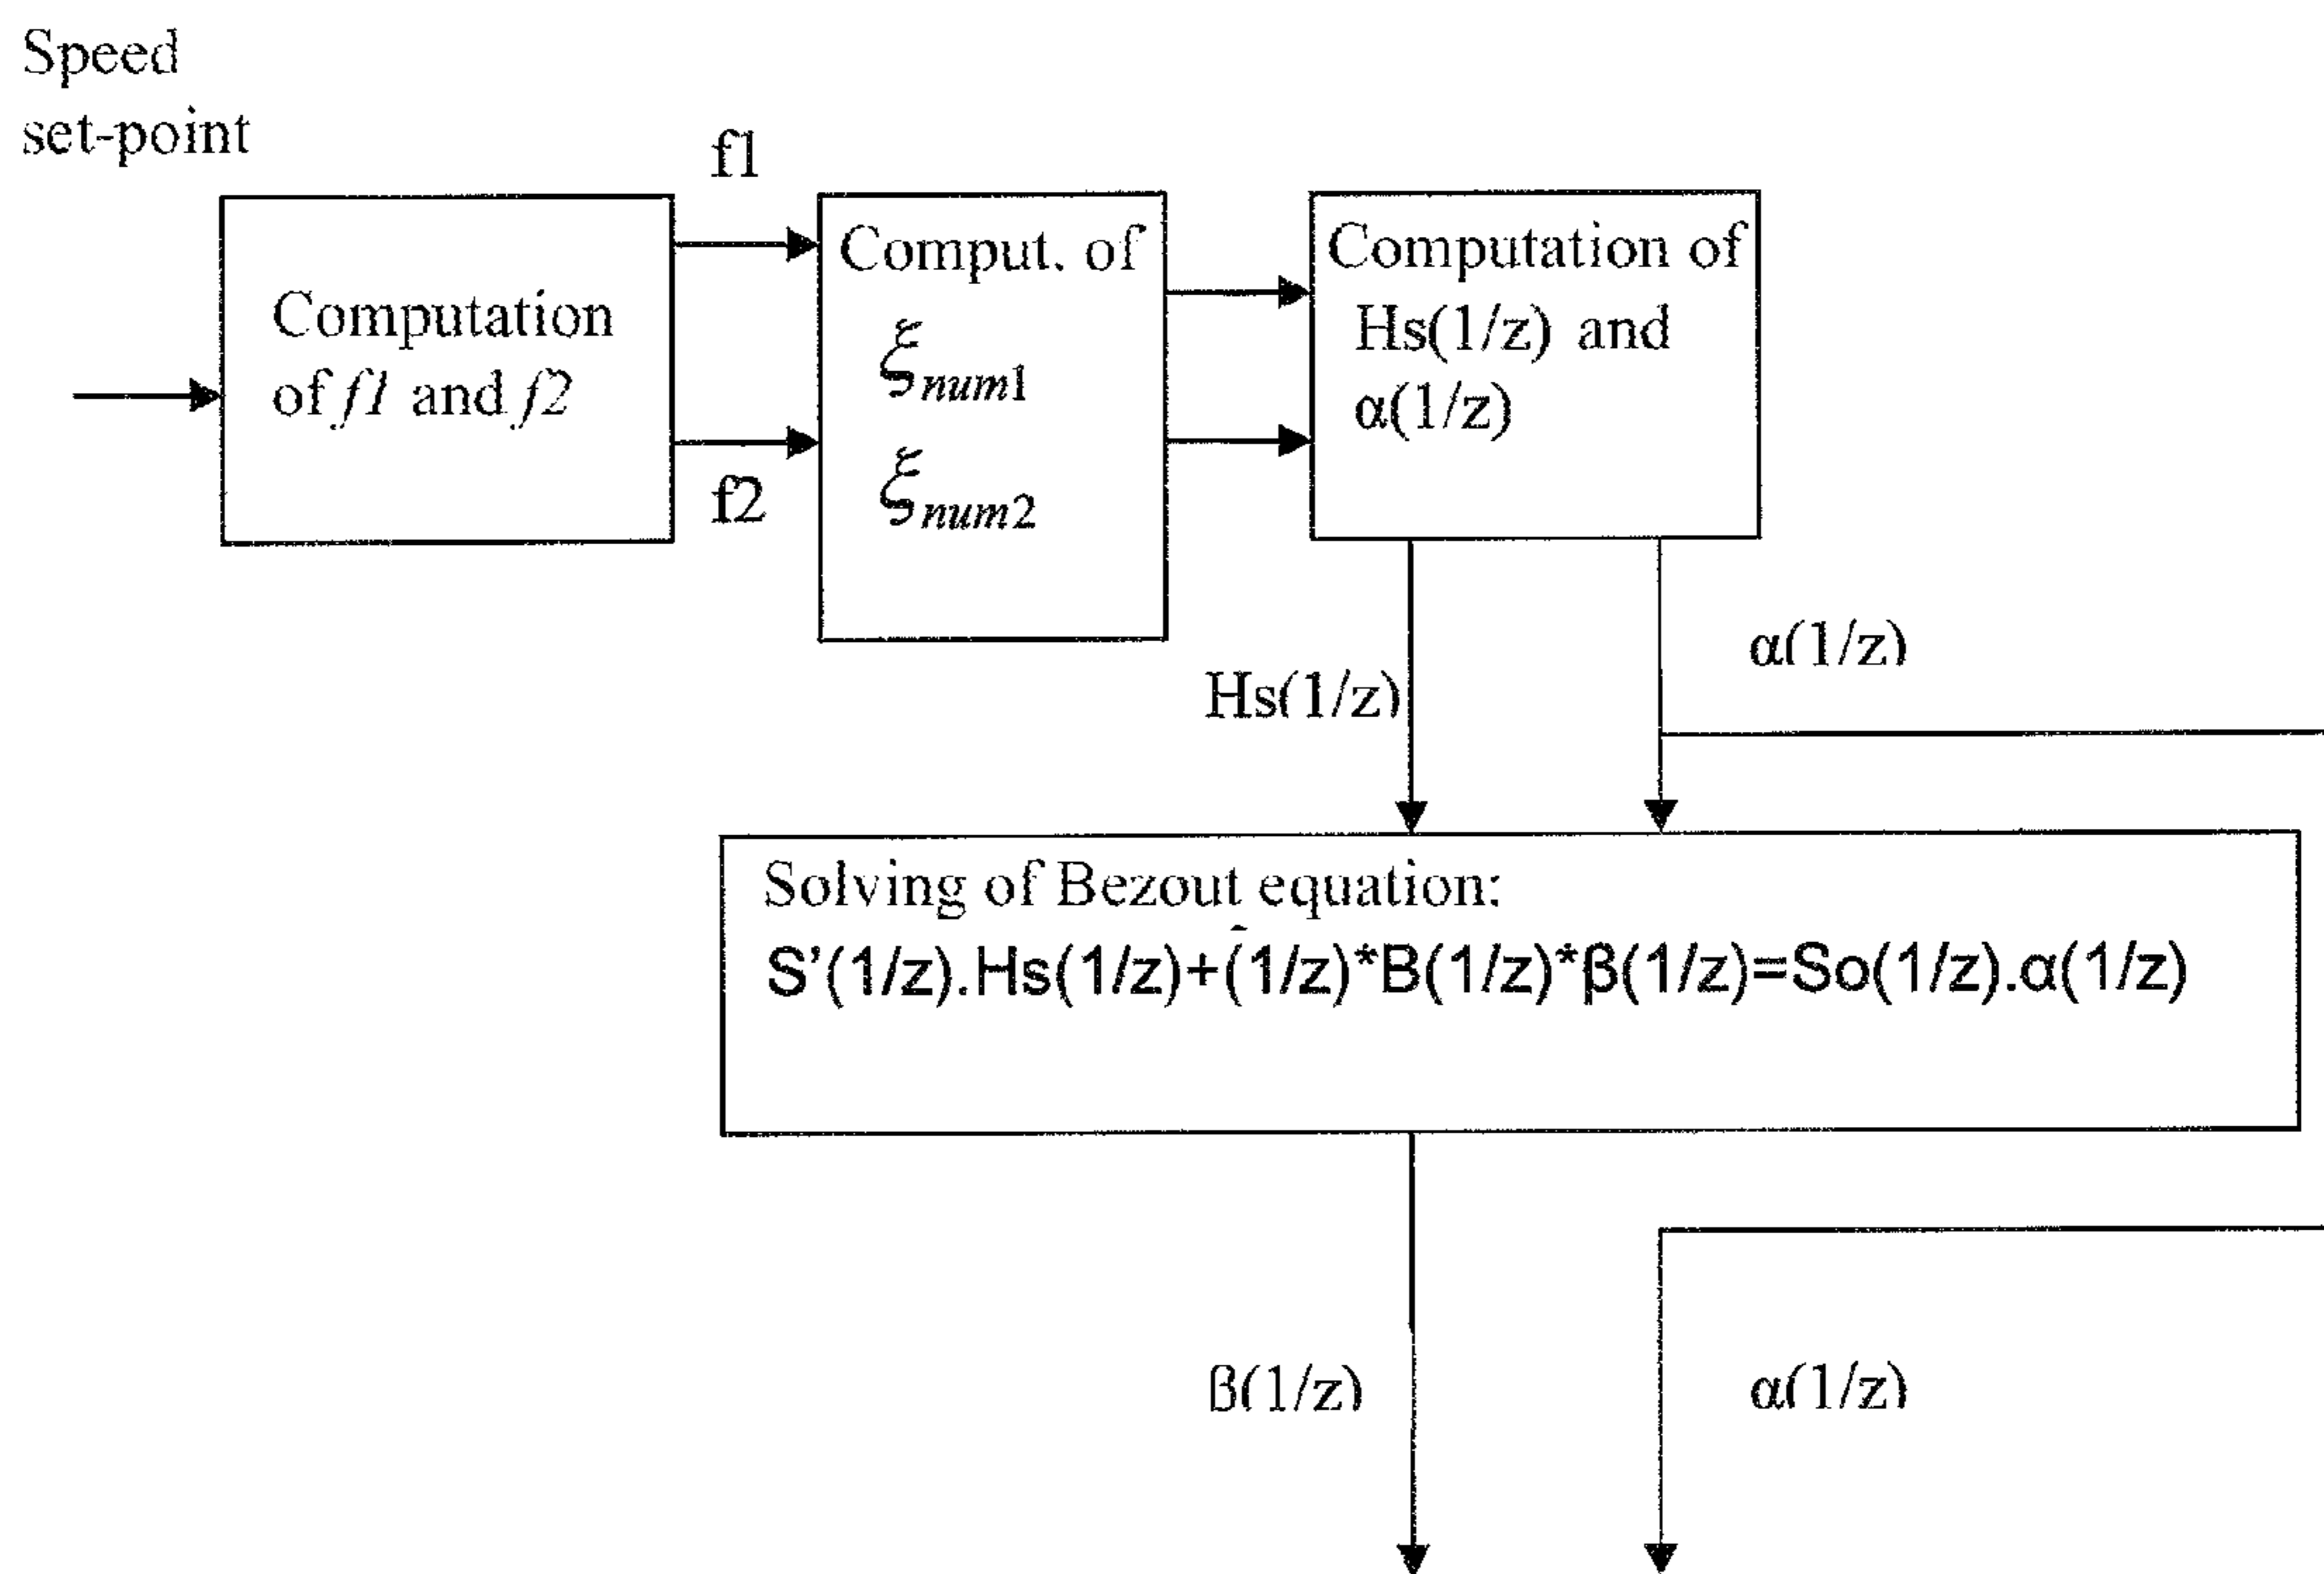 Speed
set-point
f1
f2
Computation
of f1 and f2
Comput. of
ξnum1
ξnum2
Computation of
Hs(1/z) and
α(1/z)
Hs(1/z)
α(1/z)
Solving of Bezout equation:
S'(1/z).Hs(1/z)+(1/z)*B(1/z)*β(1/z)=So(1/z).α(1/z)
β(1/z)
α(1/z)